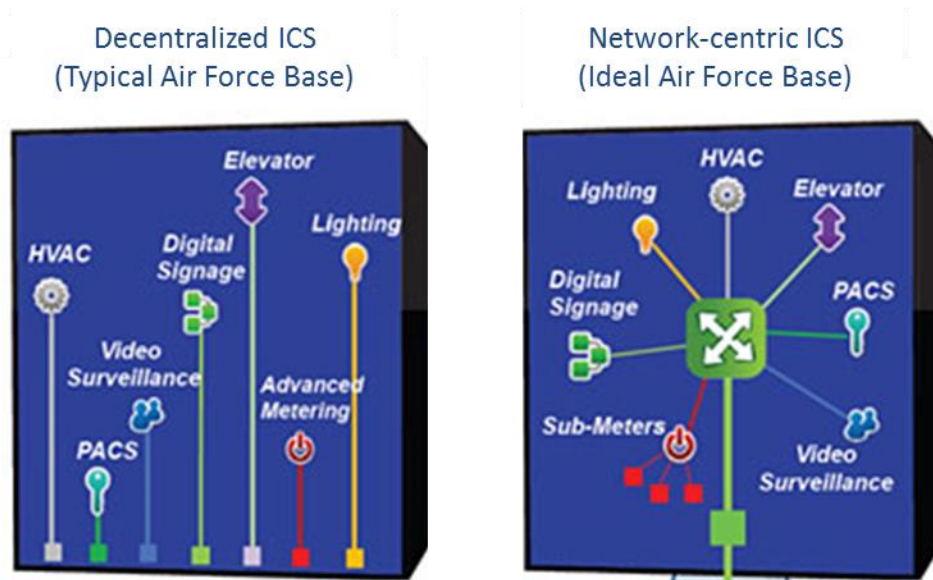 Decentralized ICS
(Typical Air Force Base)
Elevator
Lighting
Digital
Signage
HVAC
Video
Surveillance
Advanced
Metering
PACS
Network-centric ICS
(Ideal Air Force Base)
HVAC
Lighting
Elevator
Digital
Signage
PACS
Sub-Meters
Video
Surveillance